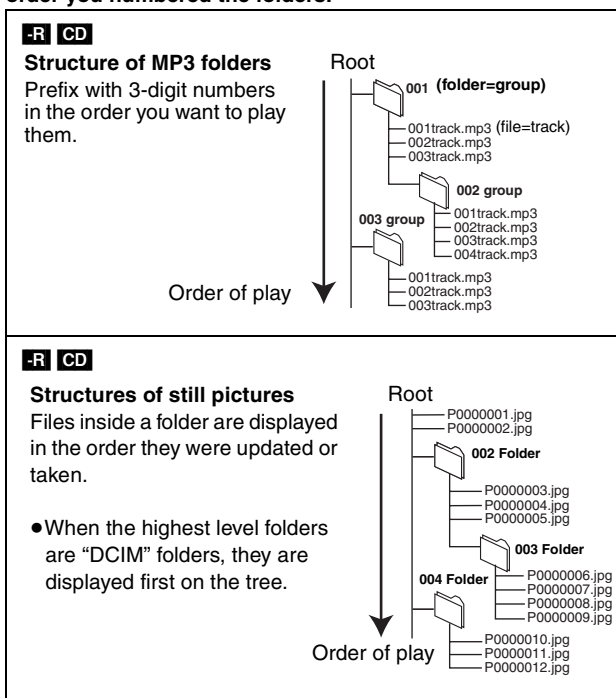 order you numbered the folders.
-R CD
Structure of MP3 folders
Prefix with 3-digit numbers
in the order you want to play
them.
Root
001 (folder=group)
001track.mp3 (file=track)
002track.mp3
003track.mp3
002 group
001track.mp3
002track.mp3
003track.mp3
004track.mp3
003 group
001track.mp3
002track.mp3
003track.mp3
Order of play
-R CD
Structures of still pictures
Files inside a folder are displayed
in the order they were updated or
taken.
●When the highest level folders
are “DCIM” folders, they are
displayed first on the tree.
Root
P0000001.jpg
P0000002.jpg
002 Folder
P0000003.jpg
P0000004.jpg
P0000005.jpg
003 Folder
P0000006.jpg
P0000007.jpg
P0000008.jpg
P0000009.jpg
004 Folder
P0000010.jpg
P0000011.jpg
P0000012.jpg
Order of play